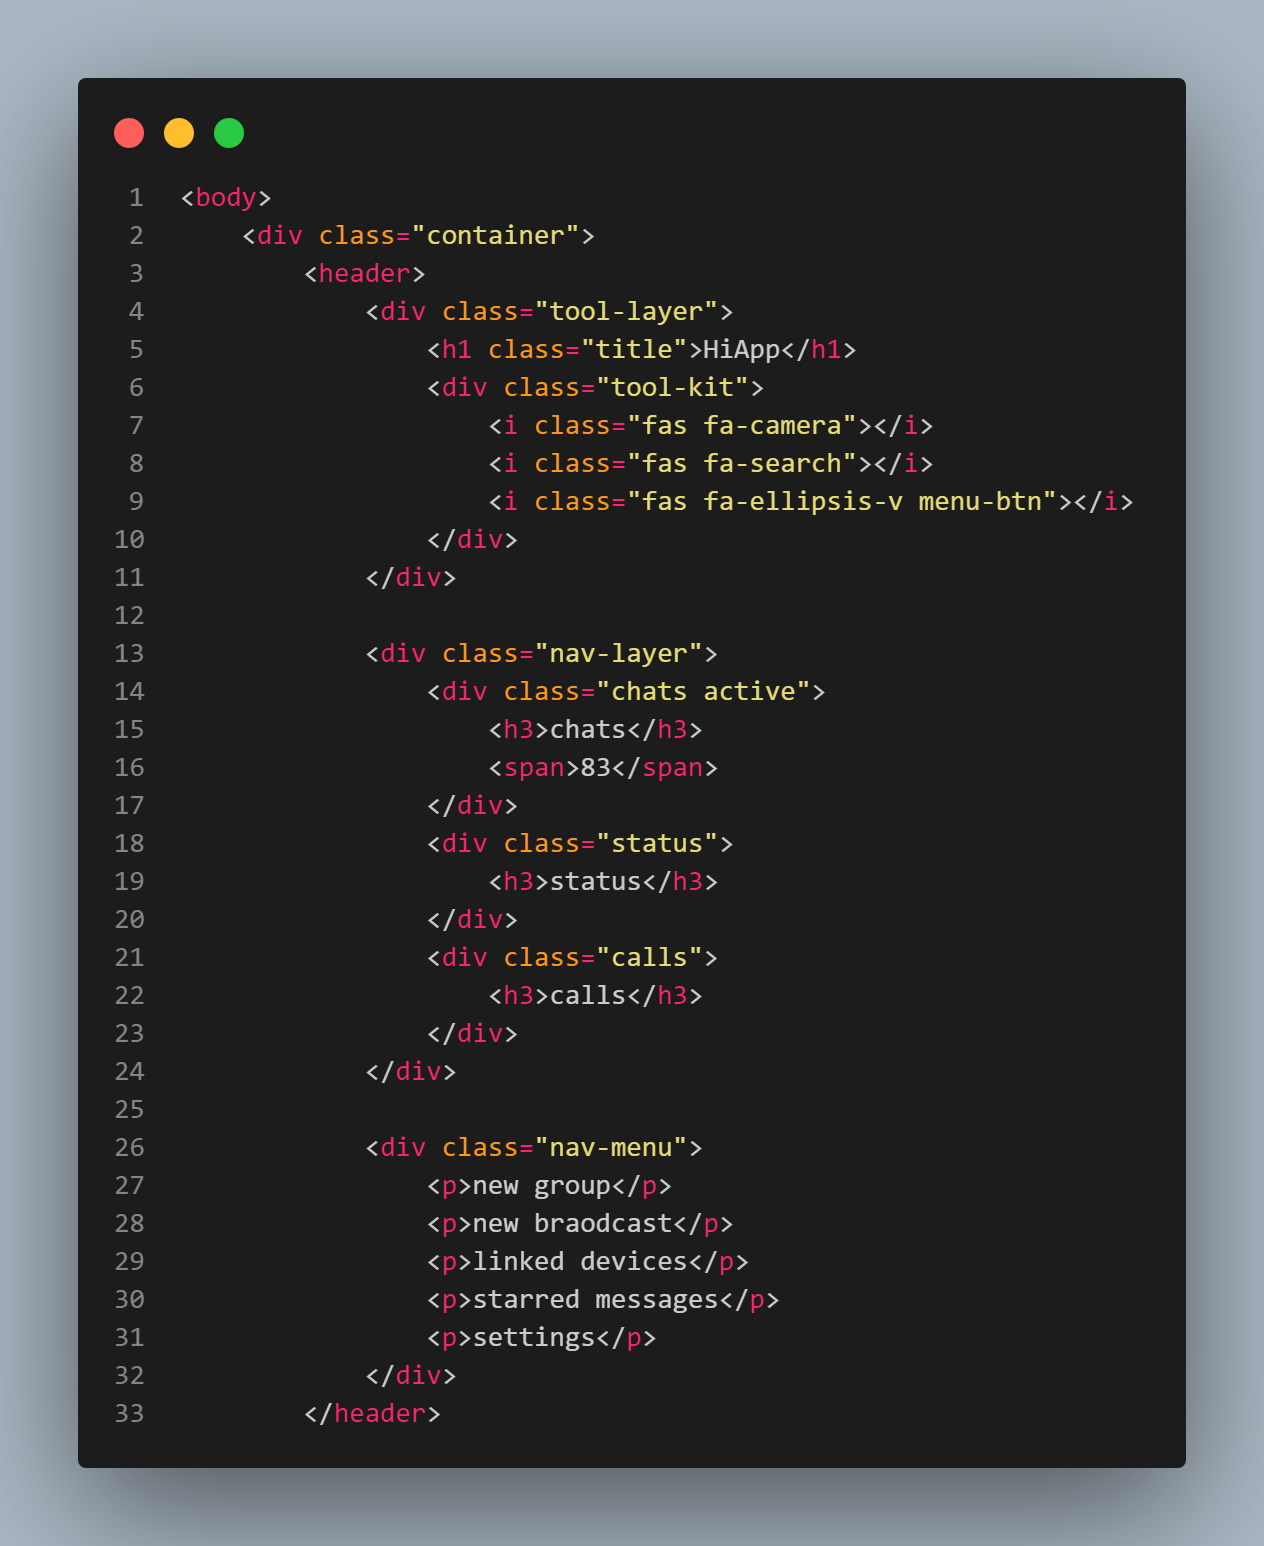 1 <body>
2     <div class="container">
3         <header>
4             <div class="tool-layer">
5                 <h1 class="title">HiApp</h1>
6                 <div class="tool-kit">
7                     <i class="fas fa-camera"></i>
8                     <i class="fas fa-search"></i>
9                     <i class="fas fa-ellipsis-v menu-btn"></i>
10                 </div>
11             </div>
12
13             <div class="nav-layer">
14                 <div class="chats active">
15                     <h3>chats</h3>
16                     <span>83</span>
17                 </div>
18                 <div class="status">
19                     <h3>status</h3>
20                 </div>
21                 <div class="calls">
22                     <h3>calls</h3>
23                 </div>
24             </div>
25
26             <div class="nav-menu">
27                 <p>new group</p>
28                 <p>new braodcast</p>
29                 <p>linked devices</p>
30                 <p>starred messages</p>
31                 <p>settings</p>
32             </div>
33         </header>